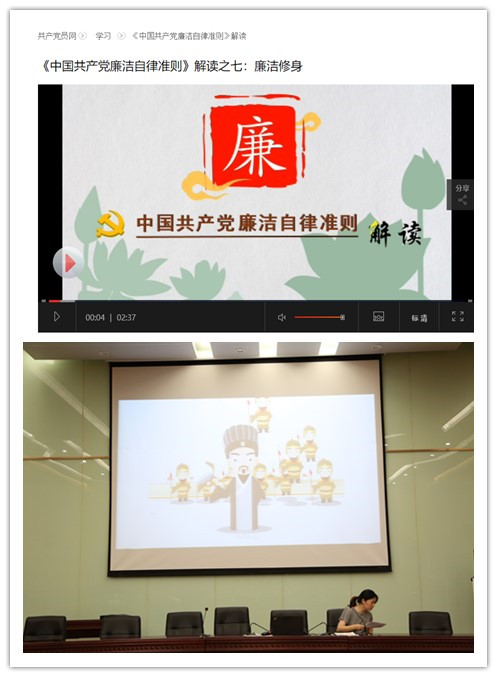 共产党员网 学习 《中国共产党廉洁自律准则》解读
《中国共产党廉洁自律准则》解读之七：廉洁修身
廉
中国共产党廉洁自律准则 解读
分享
00:04 | 02:37
标清